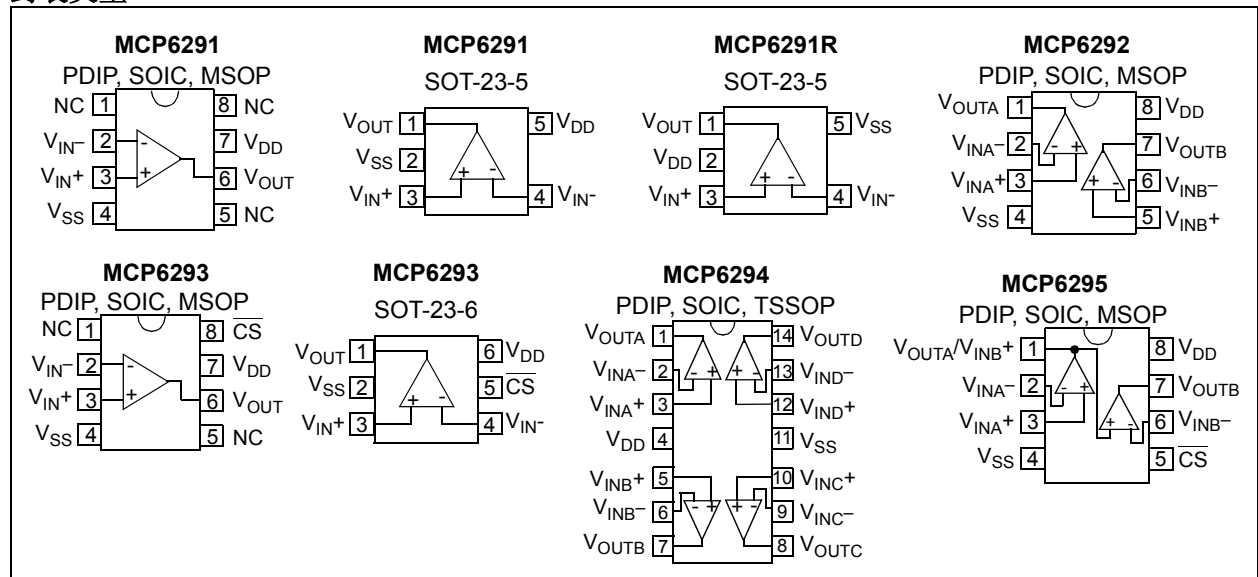 MCP6291
PDIP, SOIC, MSOP
NC 1 8 NC
VIN– 2 7 VDD
VIN+ 3 6 VOUT
VSS 4 5 NC
- +
MCP6291
SOT-23-5
VOUT 1 5 VDD
VSS 2
VIN+ 3 4 VIN-
+ -
MCP6291R
SOT-23-5
VOUT 1 5 VSS
VDD 2
VIN+ 3 4 VIN-
+ -
MCP6292
PDIP, SOIC, MSOP
VOUTA 1 8 VDD
VINA– 2 7 VOUTB
VINA+ 3 6 VINB–
VSS 4 5 VINB+
- + + -
MCP6293
PDIP, SOIC, MSOP
NC 1 8 CS
VIN– 2 7 VDD
VIN+ 3 6 VOUT
VSS 4 5 NC
- +
MCP6293
SOT-23-6
VOUT 1 6 VDD
VSS 2 5 CS
VIN+ 3 4 VIN-
+ -
MCP6294
PDIP, SOIC, TSSOP
VOUTA 1 14 VOUTD
VINA– 2 13 VIND–
VINA+ 3 12 VIND+
VDD 4 11 VSS
VINB+ 5 10 VINC+
VINB– 6 9 VINC–
VOUTB 7 8 VOUTC
- + + -
- + + -
MCP6295
PDIP, SOIC, MSOP
VOUTA/VINB+ 1 8 VDD
VINA– 2 7 VOUTB
VINA+ 3 6 VINB–
VSS 4 5 CS
- + + -